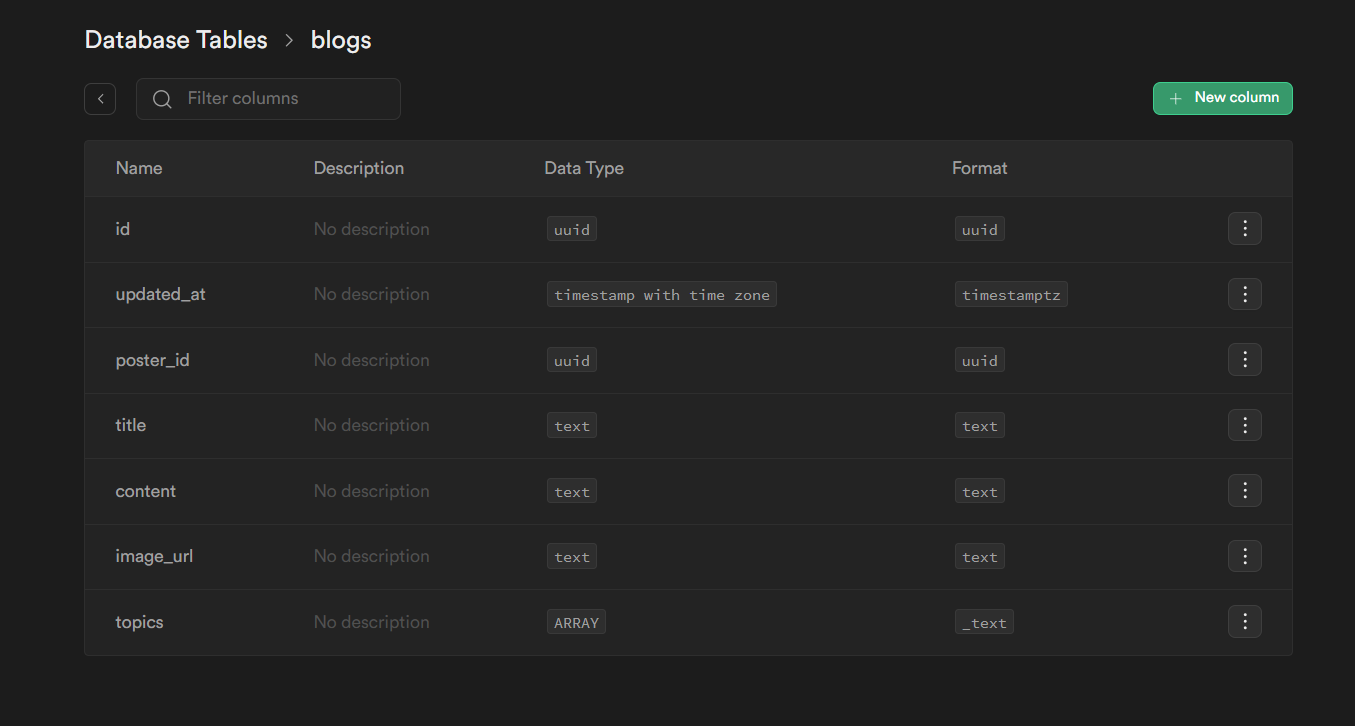 Database Tables > blogs
Filter columns
+ New column
Name Description Data Type Format
id No description uuid uuid
updated_at No description timestamp with time zone timestamptz
poster_id No description uuid uuid
title No description text text
content No description text text
image_url No description text text
topics No description ARRAY _text